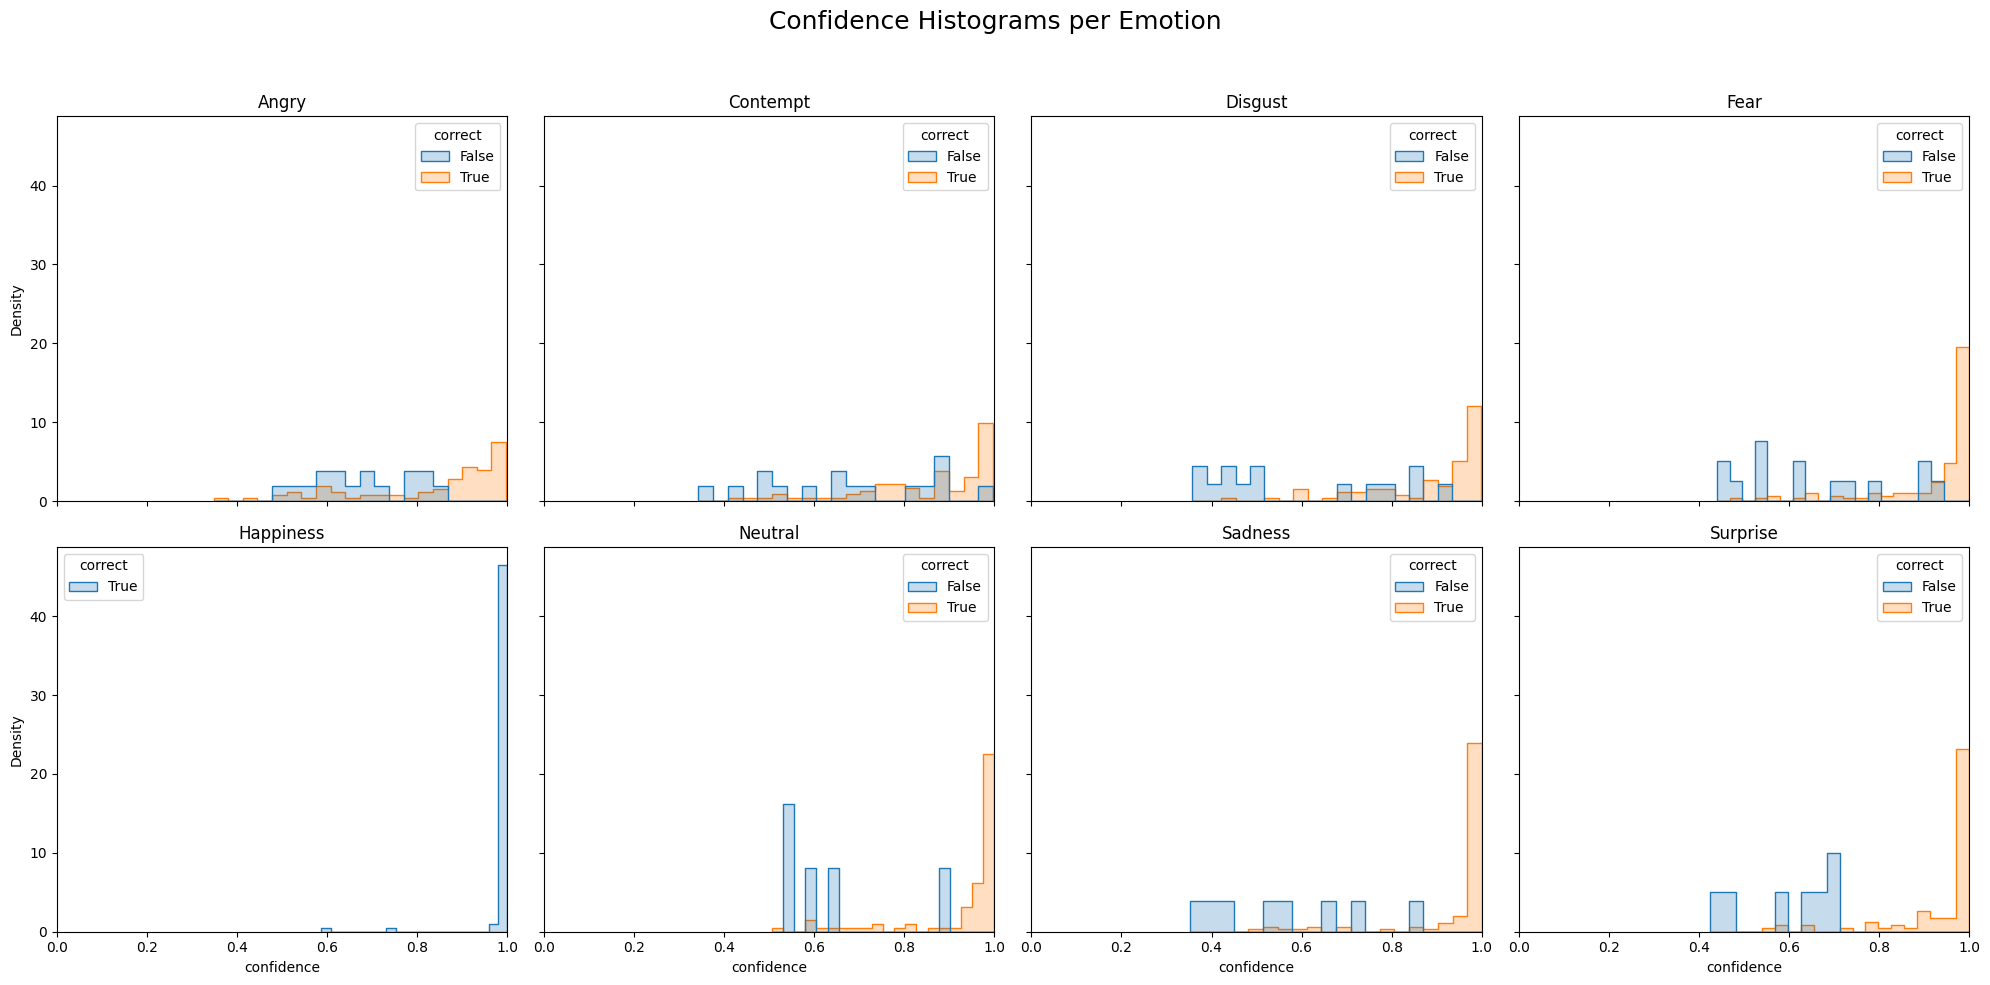 Confidence Histograms per Emotion
Angry
Contempt
Disgust
Fear
correct
False
True
correct
False
True
correct
False
True
correct
False
True
40
30
20
10
0
Density
Happiness
Neutral
Sadness
Surprise
correct
True
correct
False
True
correct
False
True
correct
False
True
40
30
20
10
0
Density
0.0 0.2 0.4 0.6 0.8 1.0
0.0 0.2 0.4 0.6 0.8 1.0
0.0 0.2 0.4 0.6 0.8 1.0
0.0 0.2 0.4 0.6 0.8 1.0
confidence
confidence
confidence
confidence